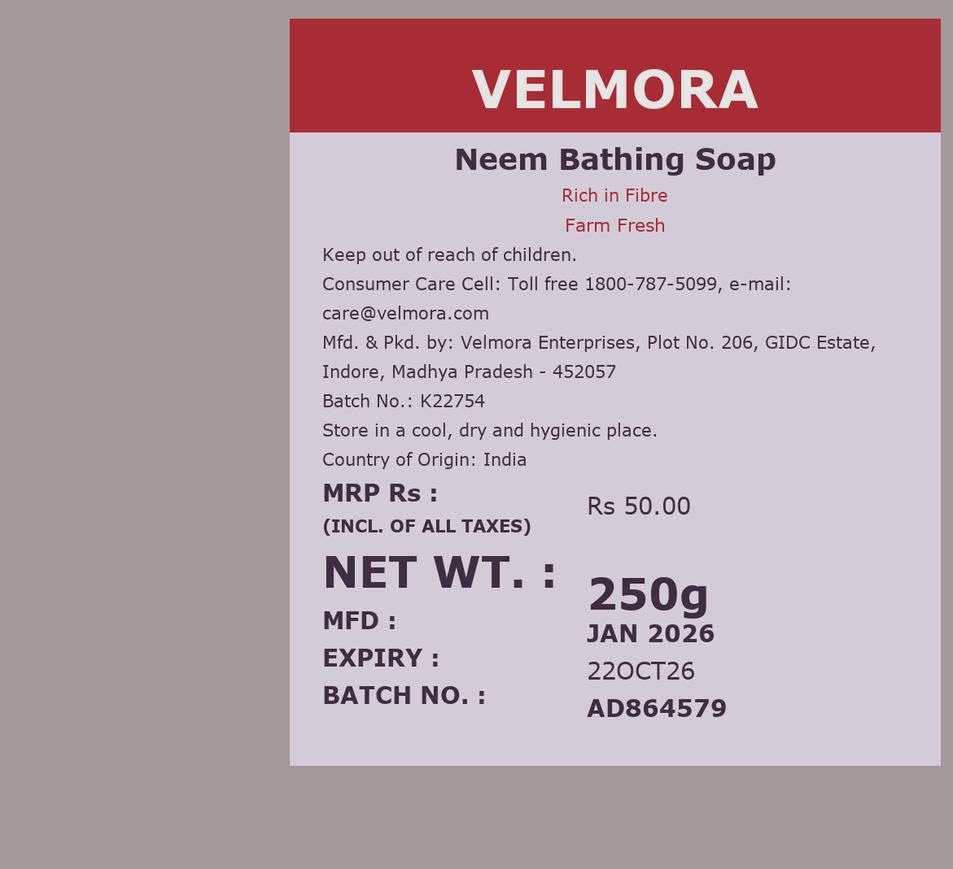 VELMORA
Neem Bathing Soap
Rich in Fibre
Farm Fresh
Keep out of reach of children.
Consumer Care Cell: Toll free 1800-787-5099, e-mail:
care@velmora.com
Mfd. & Pkd. by: Velmora Enterprises, Plot No. 206, GIDC Estate,
Indore, Madhya Pradesh - 452057
Batch No.: K22754
Store in a cool, dry and hygienic place.
Country of Origin: India
MRP Rs : Rs 50.00
(INCL. OF ALL TAXES)
NET WT. : 250g
MFD : JAN 2026
EXPIRY : 22OCT26
BATCH NO. : AD864579